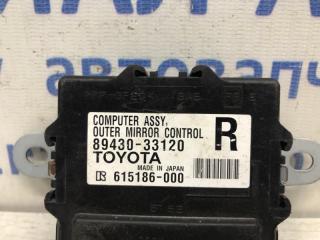 COMPUTER ASSY,
OUTER MIRROR CONTROL R
89430-33120
TOYOTA
MADE IN JAPAN
615186-000